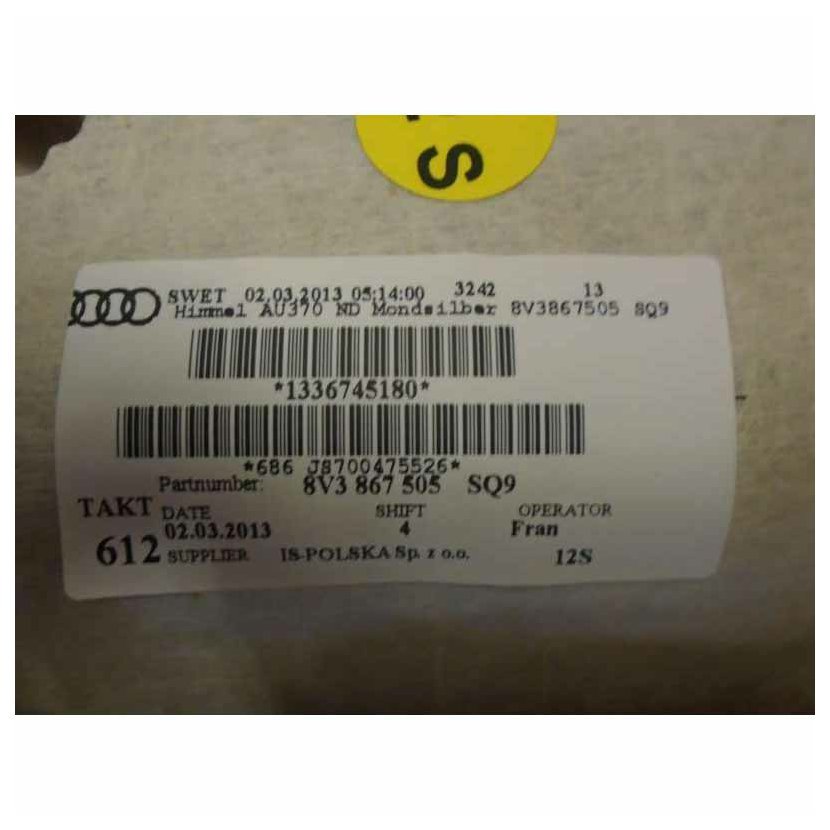 S
SWET 02.03.2013 05:14:00 3242 13
Himmel AU370 ND Mondsilber 8V3867505 SQ9
*1336745180*
*686 JS700475526*
Partnumber: 8V3 867 505 SQ9
TAKT DATE SHIFT OPERATOR
02.03.2013 4 Fran
612 SUPPLIER IS-POLSKA Sp. z o.o. 12S